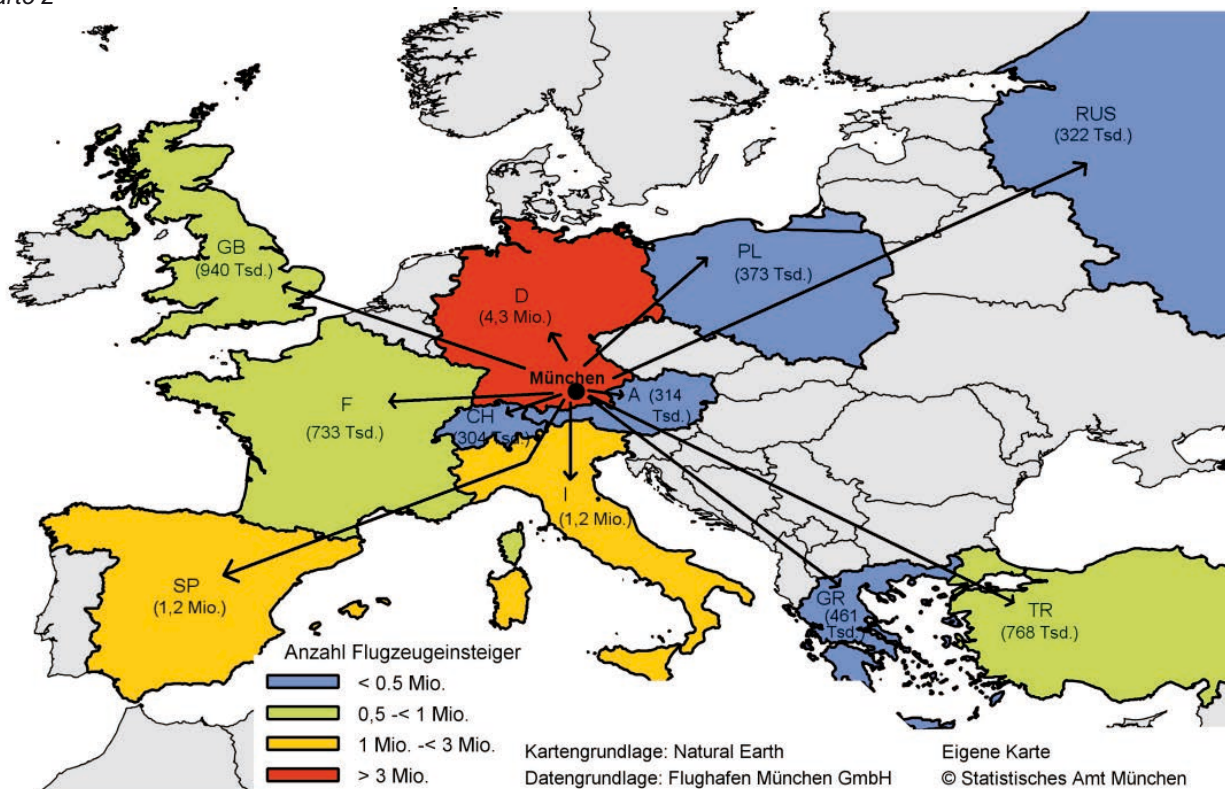 RUS
(322 Tsd.)
GB
(940 Tsd.)
PL
(373 Tsd.)
D
(4,3 Mio.)
München
A (314
Tsd.)
F
(733 Tsd.)
CH
(304 Tsd.)
I
(1,2 Mio.)
SP
(1,2 Mio.)
GR
(461
Tsd.)
TR
(768 Tsd.)
Anzahl Flugzeugeinsteiger
< 0.5 Mio.
0,5 -< 1 Mio.
1 Mio. -< 3 Mio.
> 3 Mio.
Kartengrundlage: Natural Earth
Datengrundlage: Flughafen München GmbH
Eigene Karte
© Statistisches Amt München